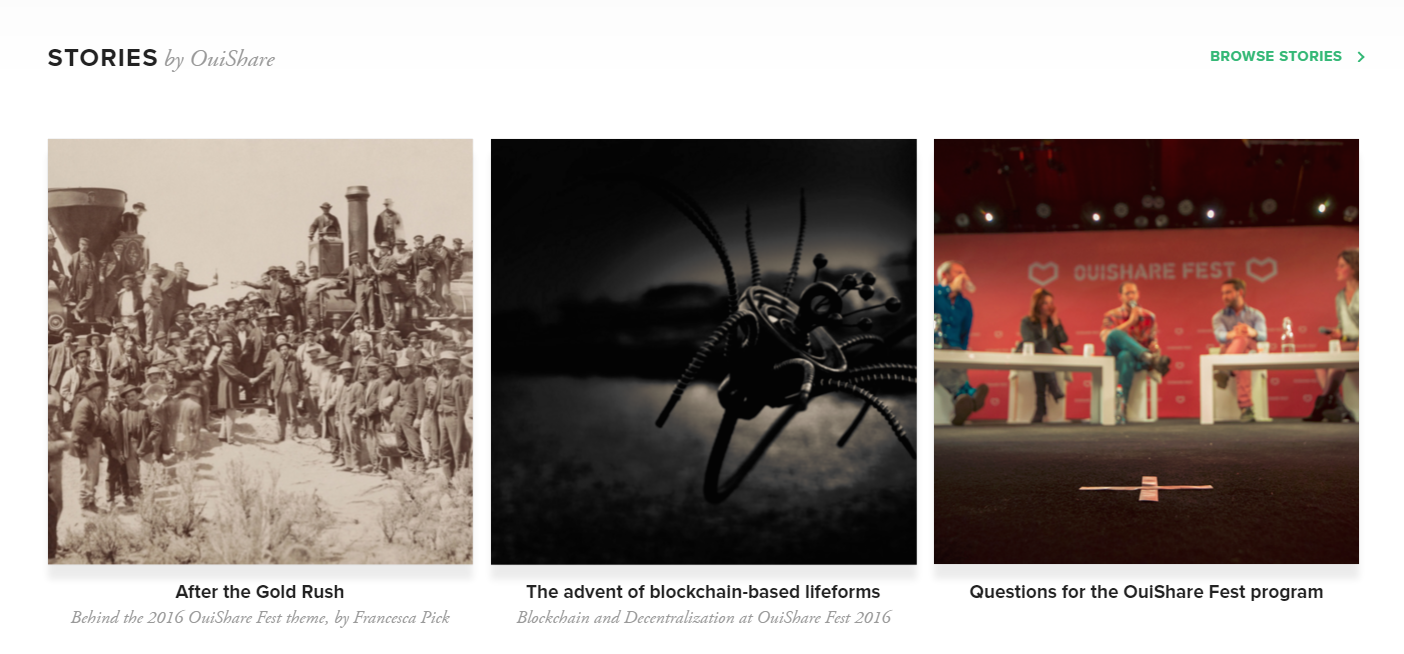 STORIES by OuiShare
BROWSE STORIES
OUISHARE FEST
After the Gold Rush
Behind the 2016 OuiShare Fest theme, by Francesca Pick
The advent of blockchain-based lifeforms
Blockchain and Decentralization at OuiShare Fest 2016
Questions for the OuiShare Fest program